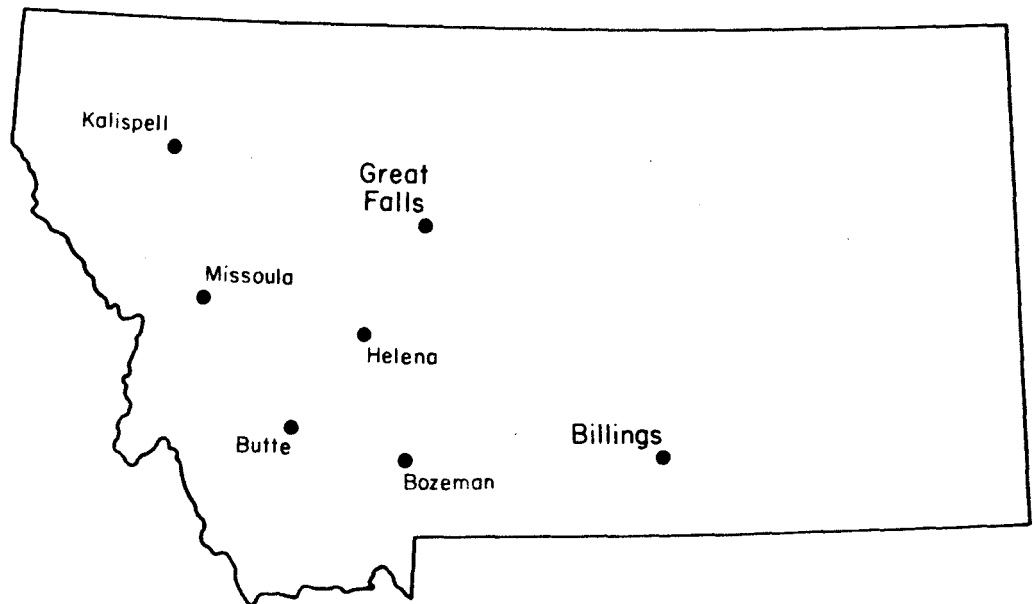 Kalispell
Great
Falls
Missoula
Helena
Butte
Billings
Bozeman